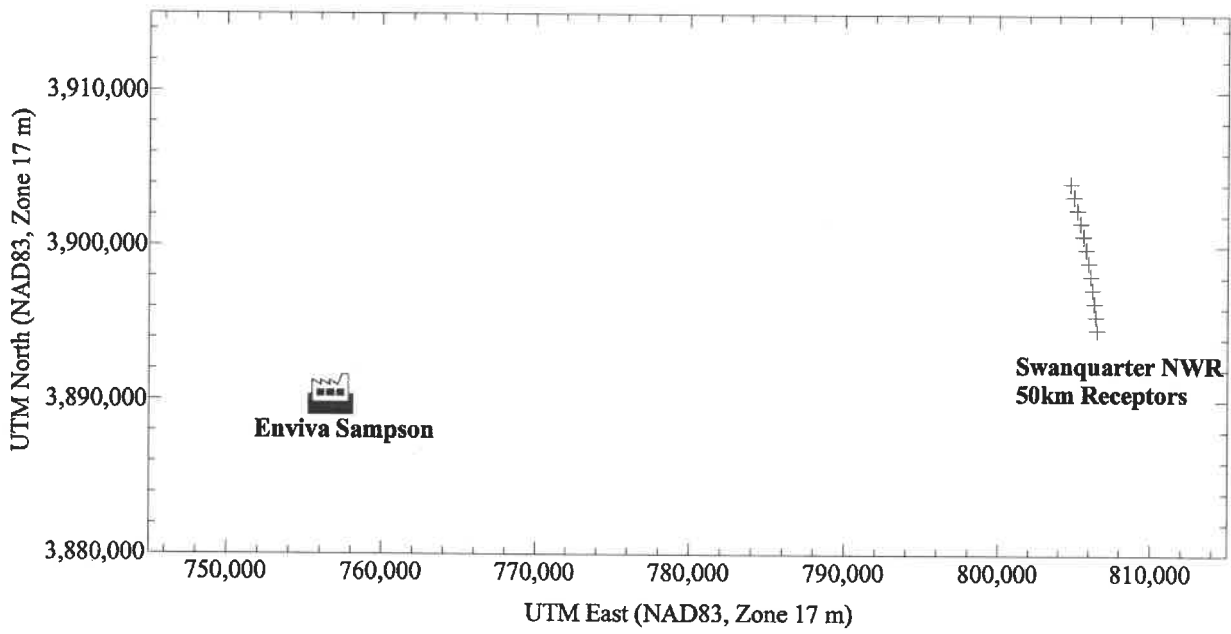 UTM North (NAD83, Zone 17 m)
3,910,000
3,900,000
3,890,000
3,880,000
Enviva Sampson
Swanquarter NWR
50km Receptors
750,000 760,000 770,000 780,000 790,000 800,000 810,000
UTM East (NAD83, Zone 17 m)